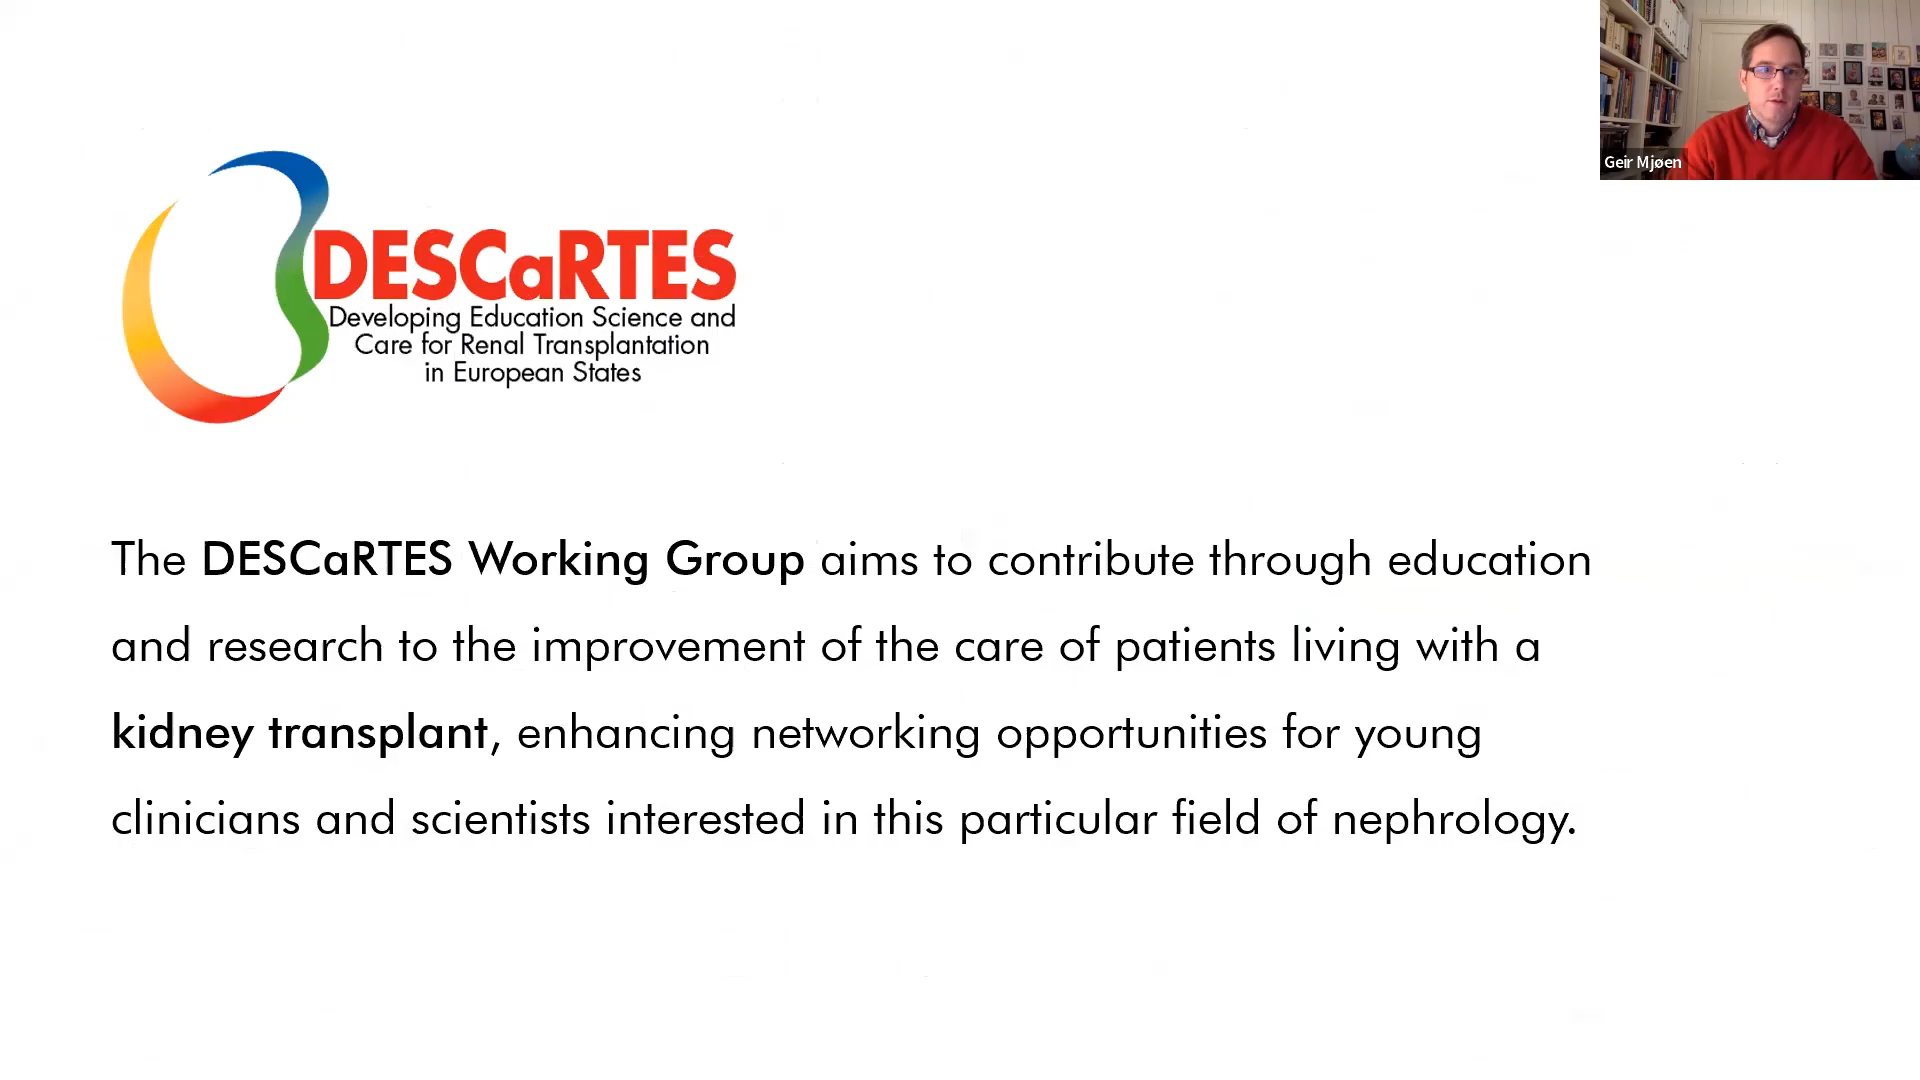 Geir Mjøen
DESCaRTES
Developing Education Science and
Care for Renal Transplantation
in European States
The DESCaRTES Working Group aims to contribute through education
and research to the improvement of the care of patients living with a
kidney transplant, enhancing networking opportunities for young
clinicians and scientists interested in this particular field of nephrology.